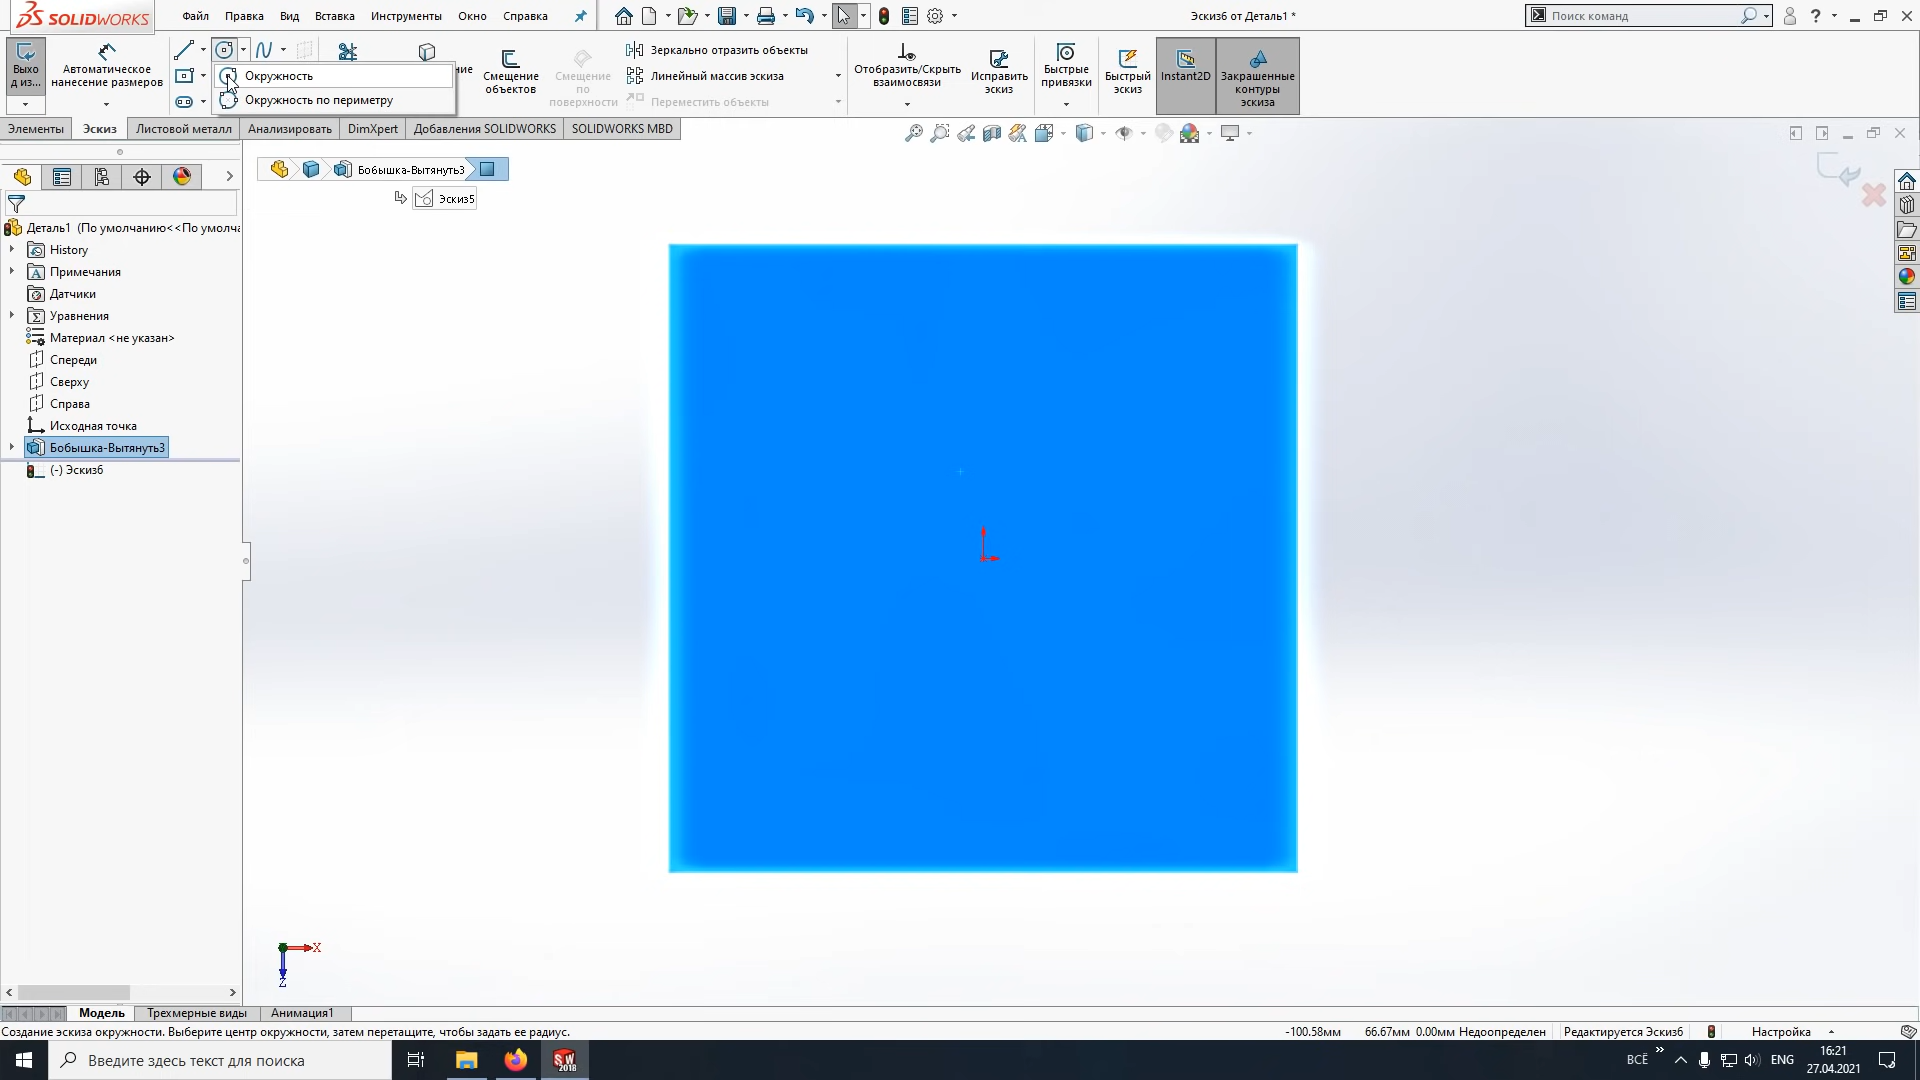 SOLIDWORKS
Файл Правка Вид Вставка Инструменты Окно Справка
Эскиз6 от Деталь1 *
Поиск команд
Выхо
д из...
Автоматическое
нанесение размеров
Окружность
Окружность по периметру
ние
Смещение
объектов
Смещение
по
поверхности
Зеркально отразить объекты
Линейный массив эскиза
Переместить объекты
Отобразить/Скрыть
взаимосвязи
Исправить
эскиз
Быстрые
привязки
Быстрый
эскиз
Instant2D
Закрашенные
контуры
эскиза
Элементы Эскиз Листовой металл Анализировать DimXpert Добавления SOLIDWORKS SOLIDWORKS MBD
Бобышка-Вытянуть3
Эскиз5
Деталь1 (По умолчанию<<По умолча
History
Примечания
Датчики
Уравнения
Материал <не указан>
Спереди
Сверху
Справа
Исходная точка
Бобышка-Вытянуть3
(-) Эскиз6
X
Z
Модель Трехмерные виды Анимация1
Создание эскиза окружности. Выберите центр окружности, затем перетащите, чтобы задать ее радиус.
-100.58мм 66.67мм 0.00мм Недоопределен Редактируется Эскиз6 Настройка
Введите здесь текст для поиска
SW
2018
ВСЁ
ENG
16:21
27.04.2021